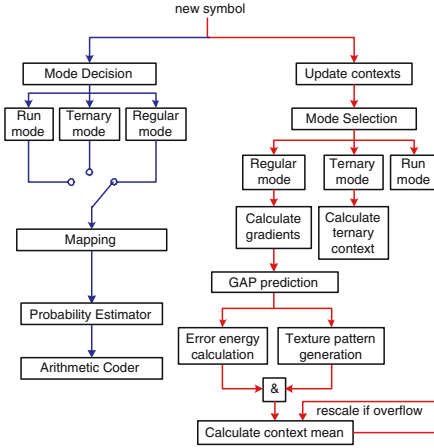 new symbol
Mode Decision
Update contexts
Run
mode
Ternary
mode
Regular
mode
Mode Selection
Regular
mode
Ternary
mode
Run
mode
Calculate
gradients
Calculate
ternary
context
Mapping
GAP prediction
Probability Estimator
Error energy
calculation
Texture pattern
generation
Arithmetic Coder
&
rescale if overflow
Calculate context mean